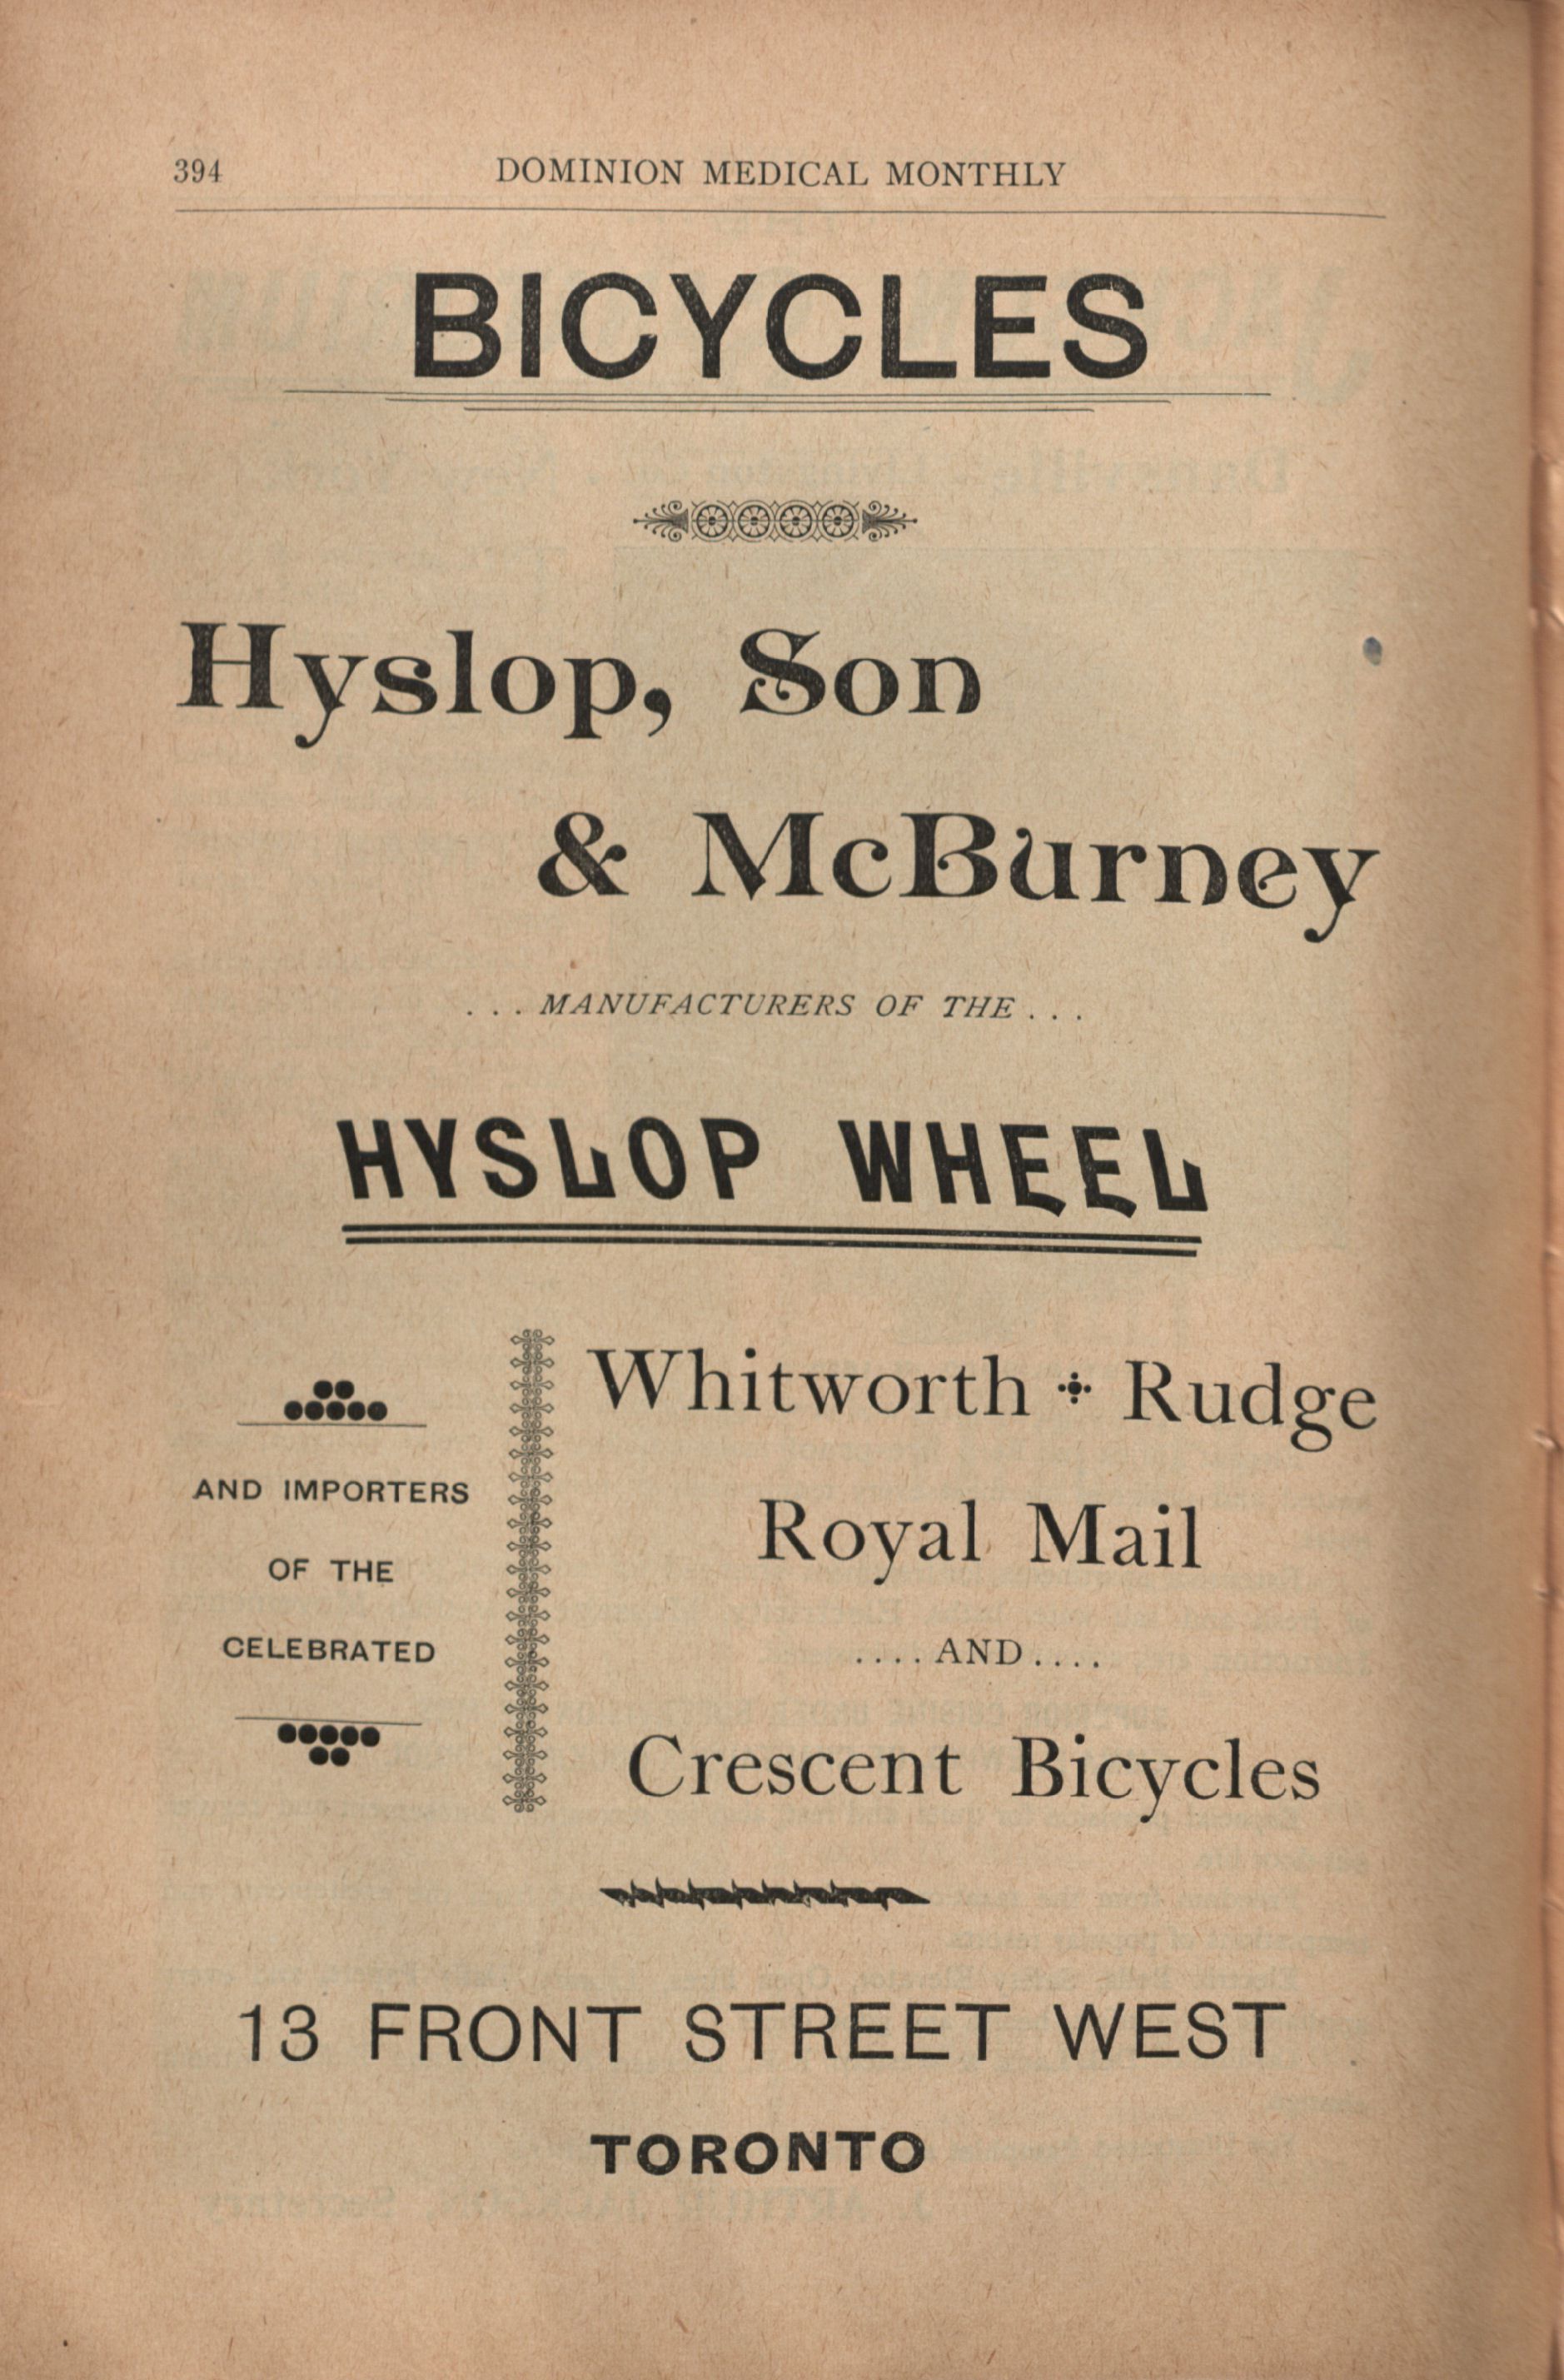 394
DOMINION MEDICAL MONTHLY
BICYCLES
Hyslop, Son
& McBurney
... MANUFACTURERS OF THE ...
HYSLOP WHEEL
AND IMPORTERS
OF THE
CELEBRATED
Whitworth Rudge
Royal Mail
.... AND ....
Crescent Bicycles
13 FRONT STREET WEST
TORONTO